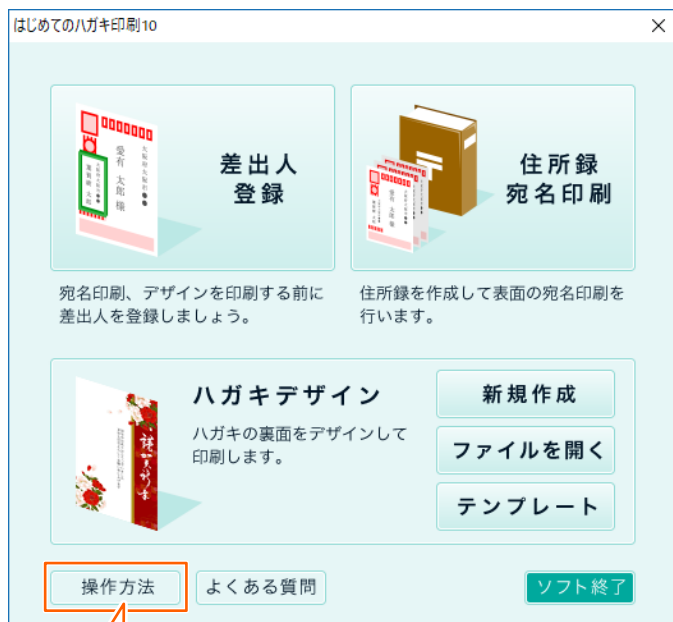 はじめてのハガキ印刷10
差出人
登録
住所録
宛名印刷
愛有 太郎 様
宛名印刷、デザインを印刷する前に
差出人を登録しましょう。
住所録を作成して表面の宛名印刷を
行います。
ハガキデザイン
ハガキの裏面をデザインして
印刷します。
新規作成
ファイルを開く
テンプレート
操作方法
よくある質問
ソフト終了